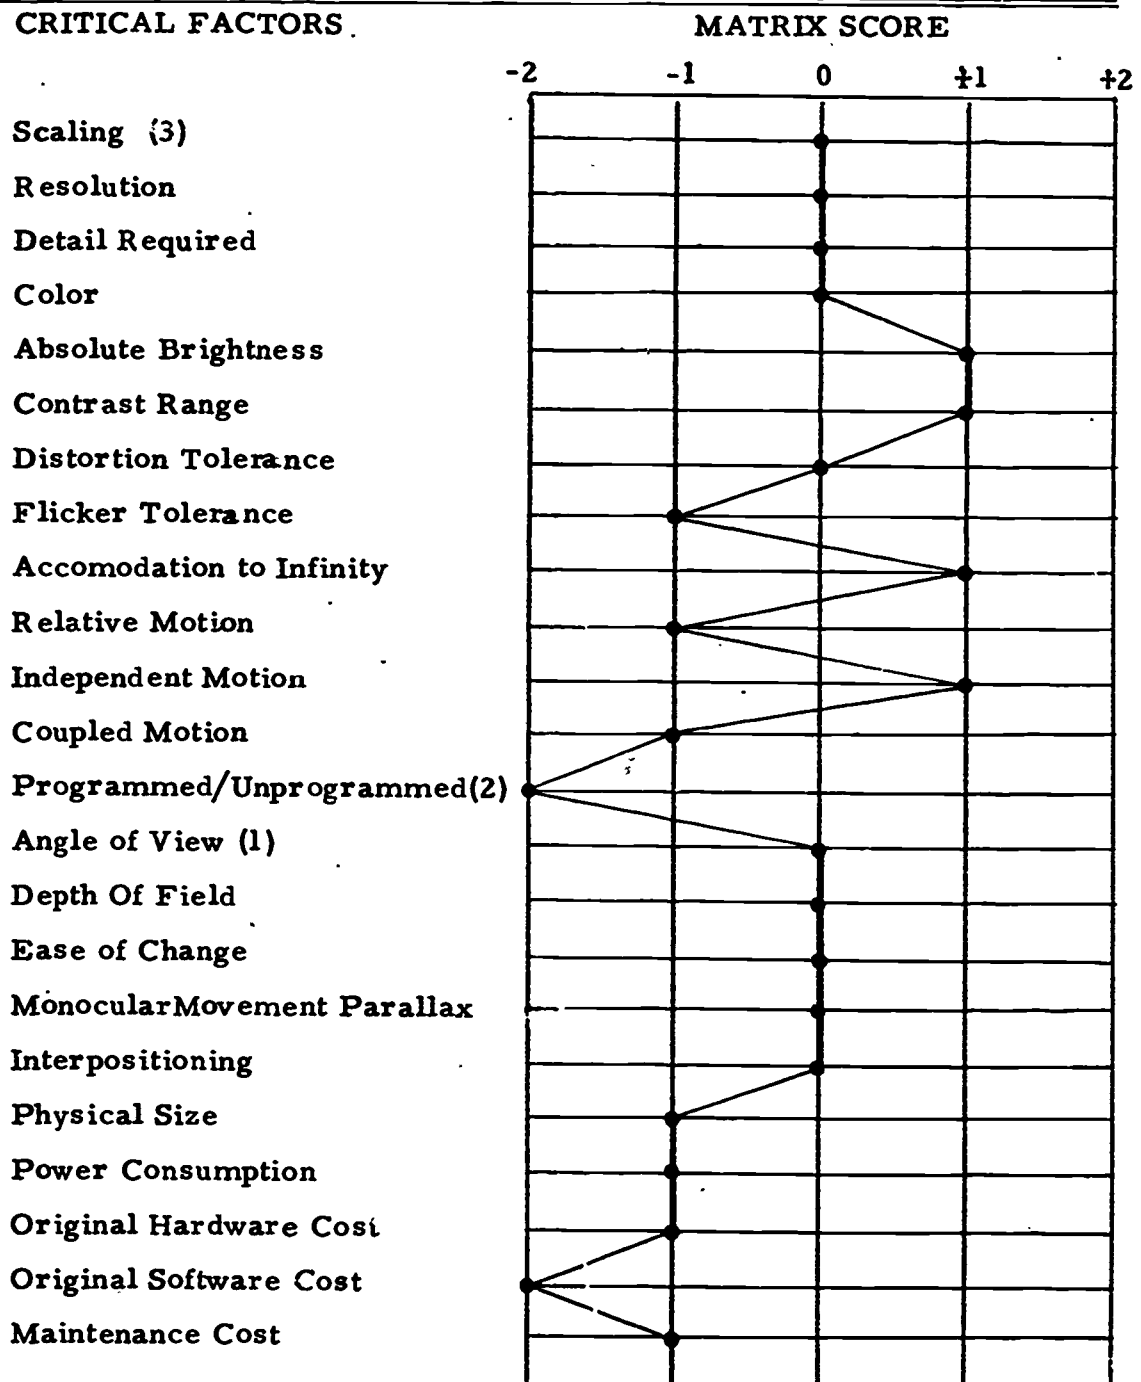 CRITICAL FACTORS MATRIX SCORE
-2 -1 0 +1 +2
Scaling (3)
Resolution
Detail Required
Color
Absolute Brightness
Contrast Range
Distortion Tolerance
Flicker Tolerance
Accomodation to Infinity
Relative Motion
Independent Motion
Coupled Motion
Programmed/Unprogrammed(2)
Angle of View (1)
Depth Of Field
Ease of Change
Monocular Movement Parallax
Interpositioning
Physical Size
Power Consumption
Original Hardware Cost
Original Software Cost
Maintenance Cost